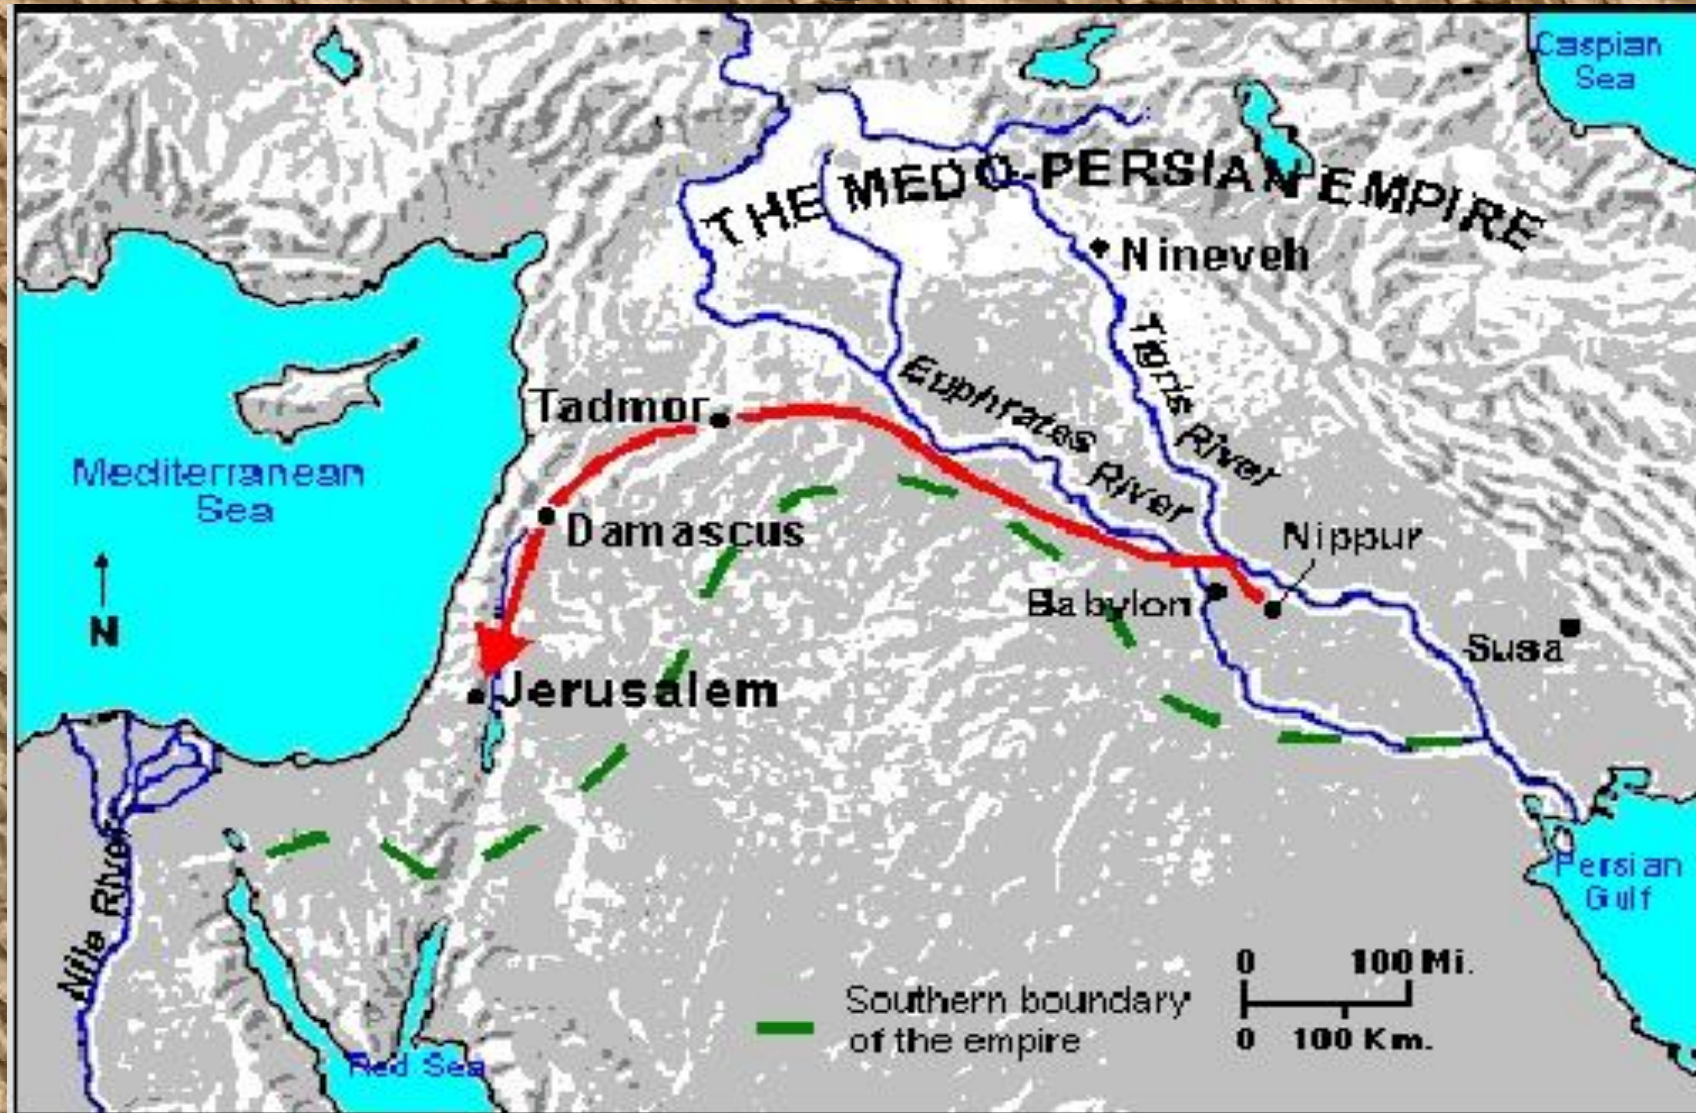 Caspian
Sea
THE MEDO-PERSIAN EMPIRE
Nineveh
Tigris River
Euphrates River
Tadmor
Mediterranean
Sea
Damascus
Nippur
Babylon
N
Susa
Jerusalem
Nile River
Persian
Gulf
0 100 Mi.
Southern boundary
of the empire
0 100 Km.
Red Sea